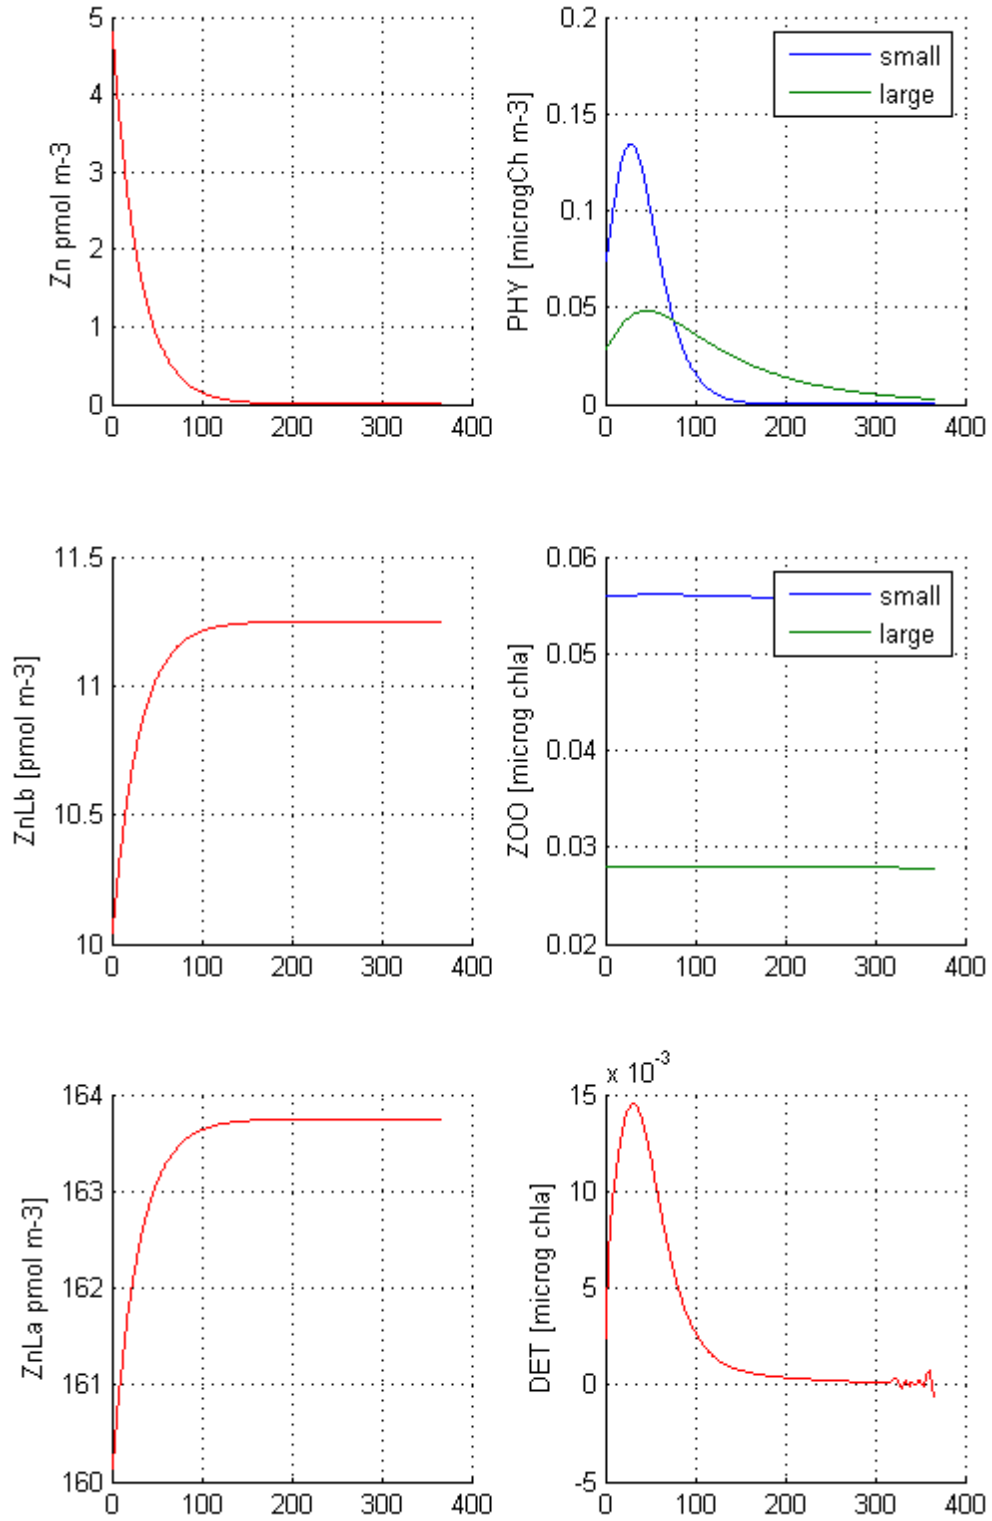 5
4
3
2
1
0
0 100 200 300 400
Zn pmol m-3
0.2
0.15
0.1
0.05
0
0 100 200 300 400
PHY [microgCh m-3]
small
large
11.5
11
10.5
10
0 100 200 300 400
ZnLb [pmol m-3]
0.06
0.05
0.04
0.03
0.02
0 100 200 300 400
ZOO [microg chla]
small
large
164
163
162
161
160
0 100 200 300 400
ZnLa pmol m-3]
x 10-3
15
10
5
0
-5
0 100 200 300 400
DET [microg chla]